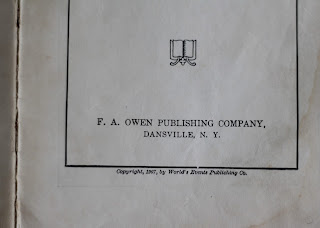 F. A. OWEN PUBLISHING COMPANY,
DANSVILLE, N. Y.
Copyright, 1907, by World's Events Publishing Co.